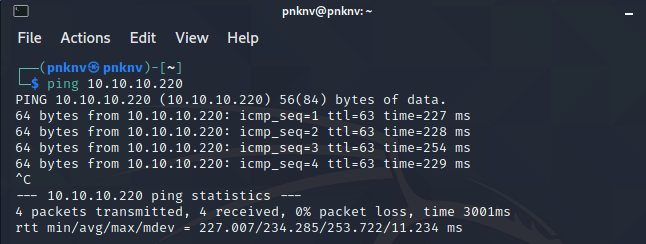 pnknv@pnknv: ~
File Actions Edit View Help
┌──(pnknv㉿pnknv)-[~]
└─$ ping 10.10.10.220
PING 10.10.10.220 (10.10.10.220) 56(84) bytes of data.
64 bytes from 10.10.10.220: icmp_seq=1 ttl=63 time=227 ms
64 bytes from 10.10.10.220: icmp_seq=2 ttl=63 time=228 ms
64 bytes from 10.10.10.220: icmp_seq=3 ttl=63 time=254 ms
64 bytes from 10.10.10.220: icmp_seq=4 ttl=63 time=229 ms
^C
--- 10.10.10.220 ping statistics ---
4 packets transmitted, 4 received, 0% packet loss, time 3001ms
rtt min/avg/max/mdev = 227.007/234.285/253.722/11.234 ms